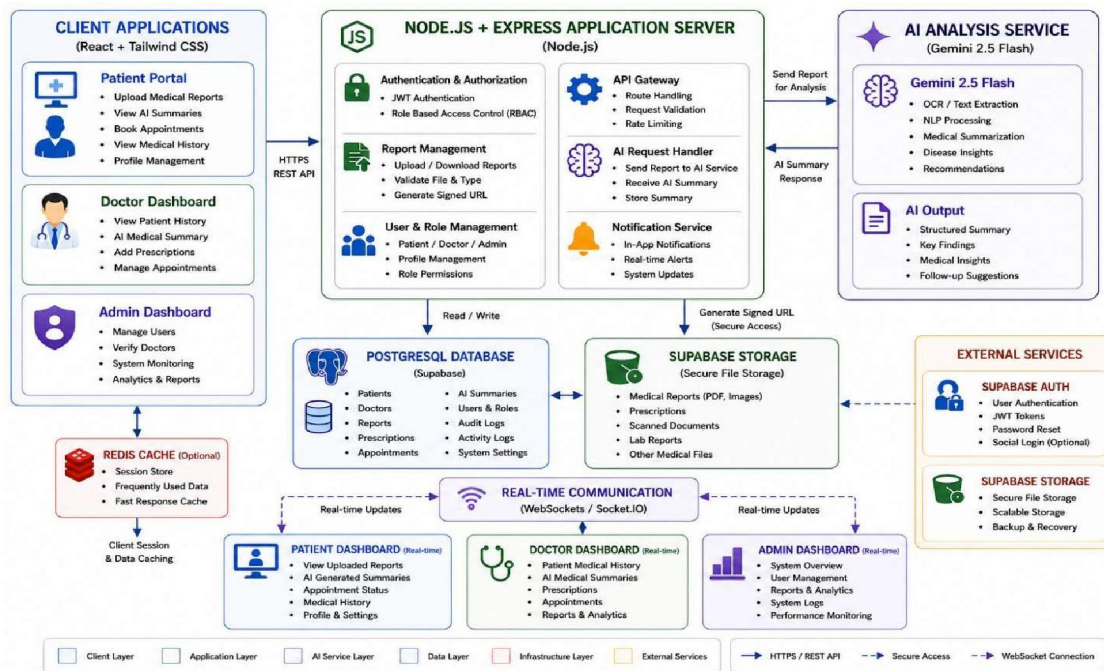 CLIENT APPLICATIONS
(React + Tailwind CSS)
Patient Portal
• Upload Medical Reports
• View AI Summaries
• Book Appointments
• View Medical History
• Profile Management
Doctor Dashboard
• View Patient History
• AI Medical Summary
• Add Prescriptions
• Manage Appointments
Admin Dashboard
• Manage Users
• Verify Doctors
• System Monitoring
• Analytics & Reports
HTTPS
REST API
JS
NODE.JS + EXPRESS APPLICATION SERVER
(Node.js)
Authentication & Authorization
• JWT Authentication
• Role Based Access Control (RBAC)
Report Management
• Upload / Download Reports
• Validate File & Type
• Generate Signed URL
User & Role Management
• Patient / Doctor / Admin
• Profile Management
• Role Permissions
API Gateway
• Route Handling
• Request Validation
• Rate Limiting
AI Request Handler
• Send Report to AI Service
• Receive AI Summary
• Store Summary
Notification Service
• In-App Notifications
• Real-time Alerts
• System Updates
Send Report
for Analysis
AI Summary
Response
AI ANALYSIS SERVICE
(Gemini 2.5 Flash)
Gemini 2.5 Flash
• OCR / Text Extraction
• NLP Processing
• Medical Summarization
• Disease Insights
• Recommendations
AI Output
• Structured Summary
• Key Findings
• Medical Insights
• Follow-up Suggestions
Read / Write
Generate Signed URL
(Secure Access)
POSTGRESQL DATABASE
(Supabase)
• Patients
• Doctors
• Reports
• Prescriptions
• Appointments
• AI Summaries
• Users & Roles
• Audit Logs
• Activity Logs
• System Settings
SUPABASE STORAGE
(Secure File Storage)
• Medical Reports (PDF, Images)
• Prescriptions
• Scanned Documents
• Lab Reports
• Other Medical Files
EXTERNAL SERVICES
SUPABASE AUTH
• User Authentication
• JWT Tokens
• Password Reset
• Social Login (Optional)
SUPABASE STORAGE
• Secure File Storage
• Scalable Storage
• Backup & Recovery
REDIS CACHE (Optional)
• Session Store
• Frequently Used Data
• Fast Response Cache
Client Session
& Data Caching
REAL-TIME COMMUNICATION
(WebSockets / Socket.IO)
Real-time Updates
Real-time Updates
PATIENT DASHBOARD (Real-time)
• View Uploaded Reports
• AI Generated Summaries
• Appointment Status
• Medical History
• Profile & Settings
DOCTOR DASHBOARD (Real-time)
• Patient Medical History
• AI Medical Summaries
• Prescriptions
• Appointments
• Reports & Analytics
ADMIN DASHBOARD (Real-time)
• System Overview
• User Management
• Reports & Analytics
• System Logs
• Performance Monitoring
Client Layer
Application Layer
AI Service Layer
Data Layer
Infrastructure Layer
External Services
HTTPS / REST API
Secure Access
WebSocket Connection